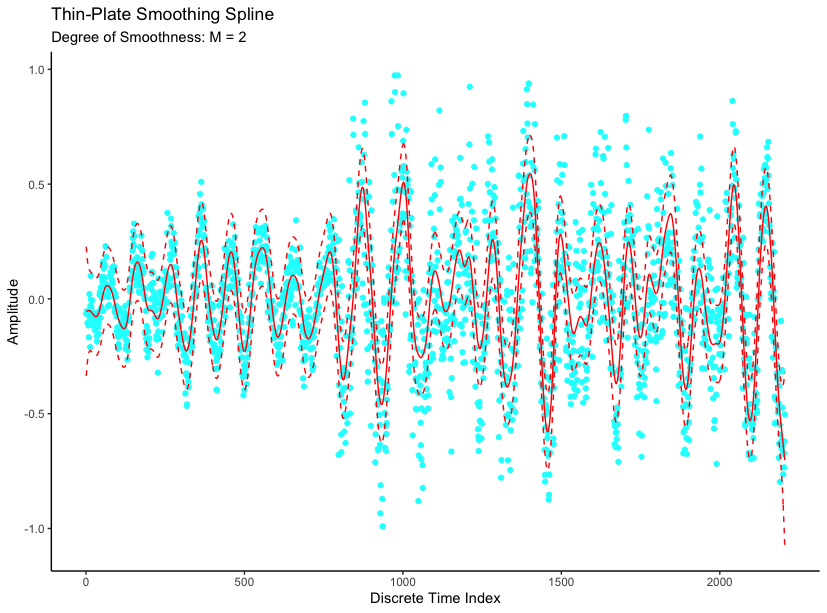 Thin-Plate Smoothing Spline
Degree of Smoothness: M = 2
1.0
0.5
0.0
-0.5
-1.0
Amplitude
0
500
1000
1500
2000
Discrete Time Index